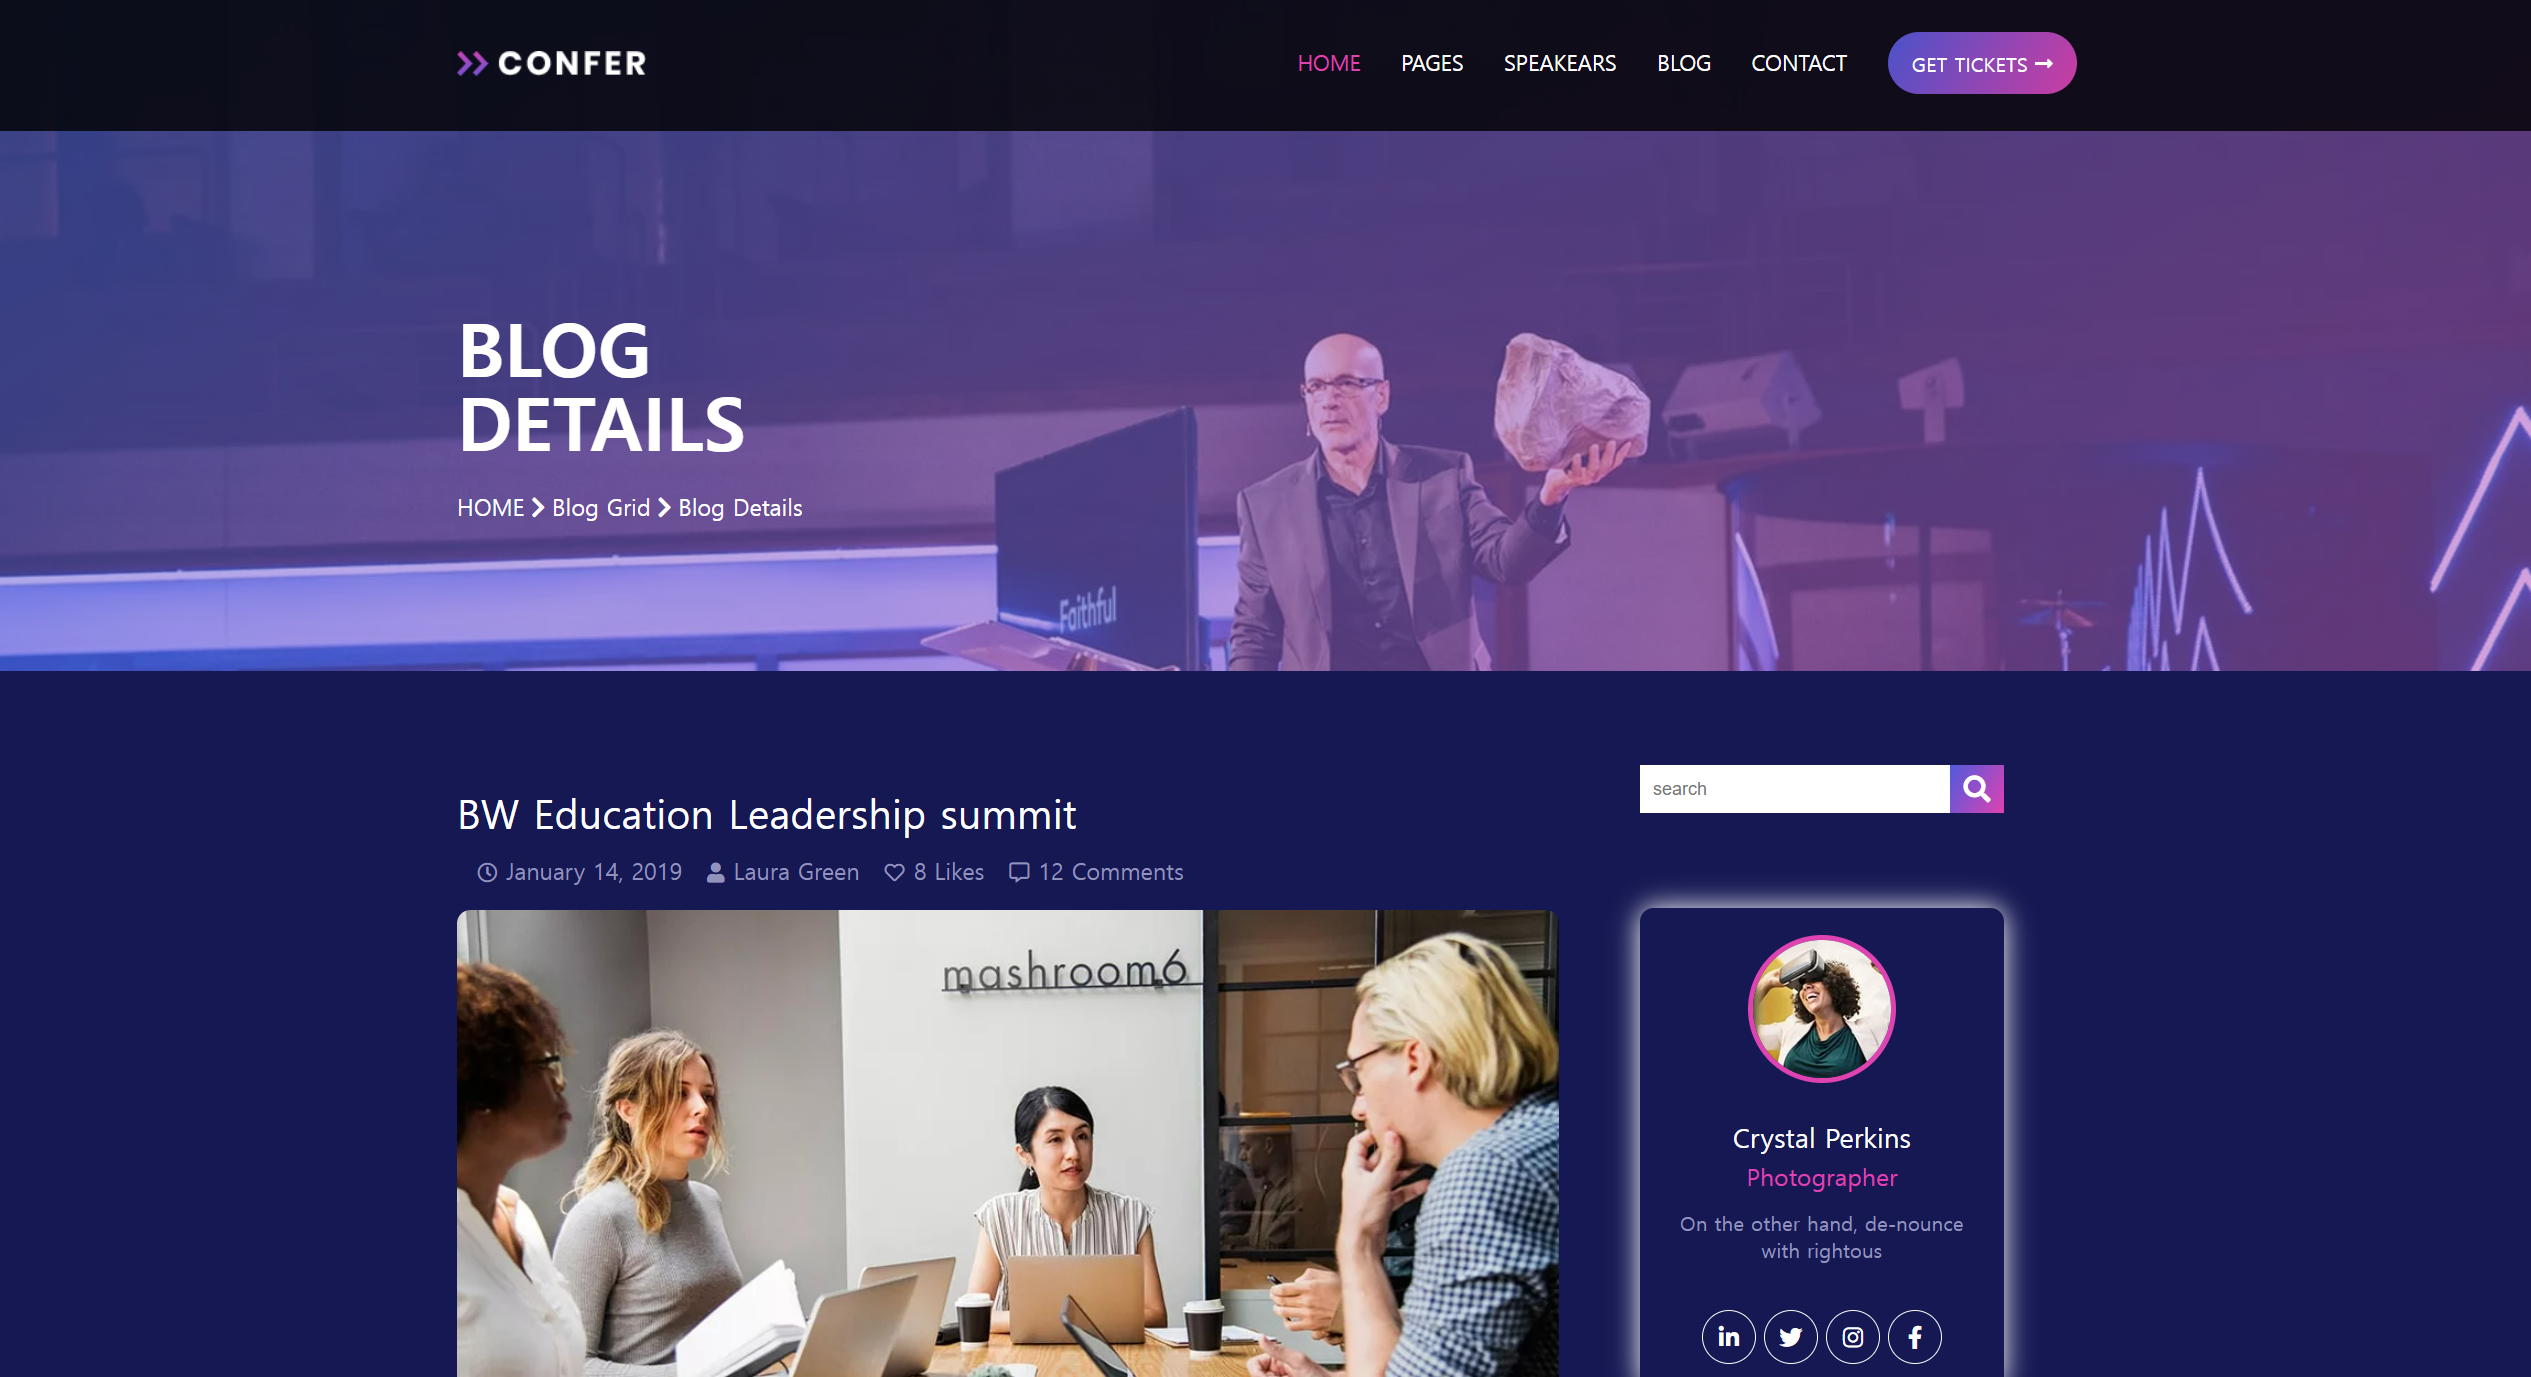 CONFER
HOME PAGES SPEAKEARS BLOG CONTACT GET TICKETS
BLOG
DETAILS
HOME Blog Grid Blog Details
Faithful
search
BW Education Leadership summit
January 14, 2019 Laura Green 8 Likes 12 Comments
mashroom6
Crystal Perkins
Photographer
On the other hand, de-nounce
with rightous